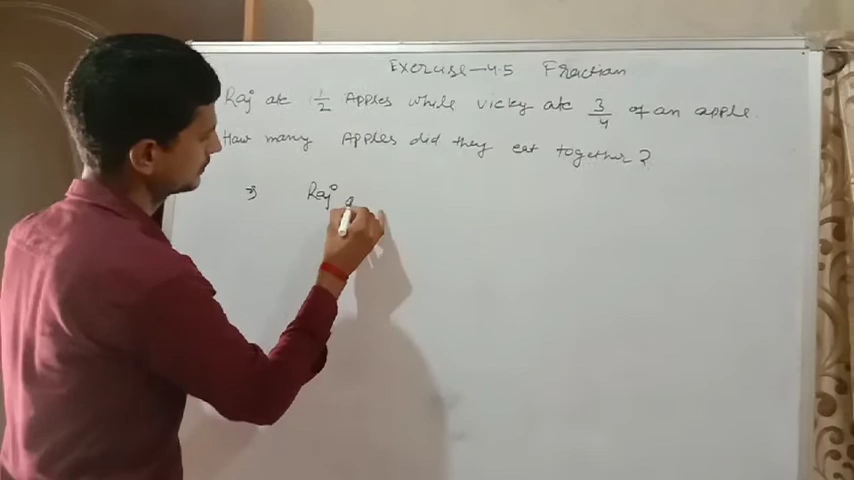 Exercise-4.5 Fraction
Raj ate 1/2 Apples while vicky ate 3/4 of an apple.
How many Apples did they eat together ?
⇒ Raj a